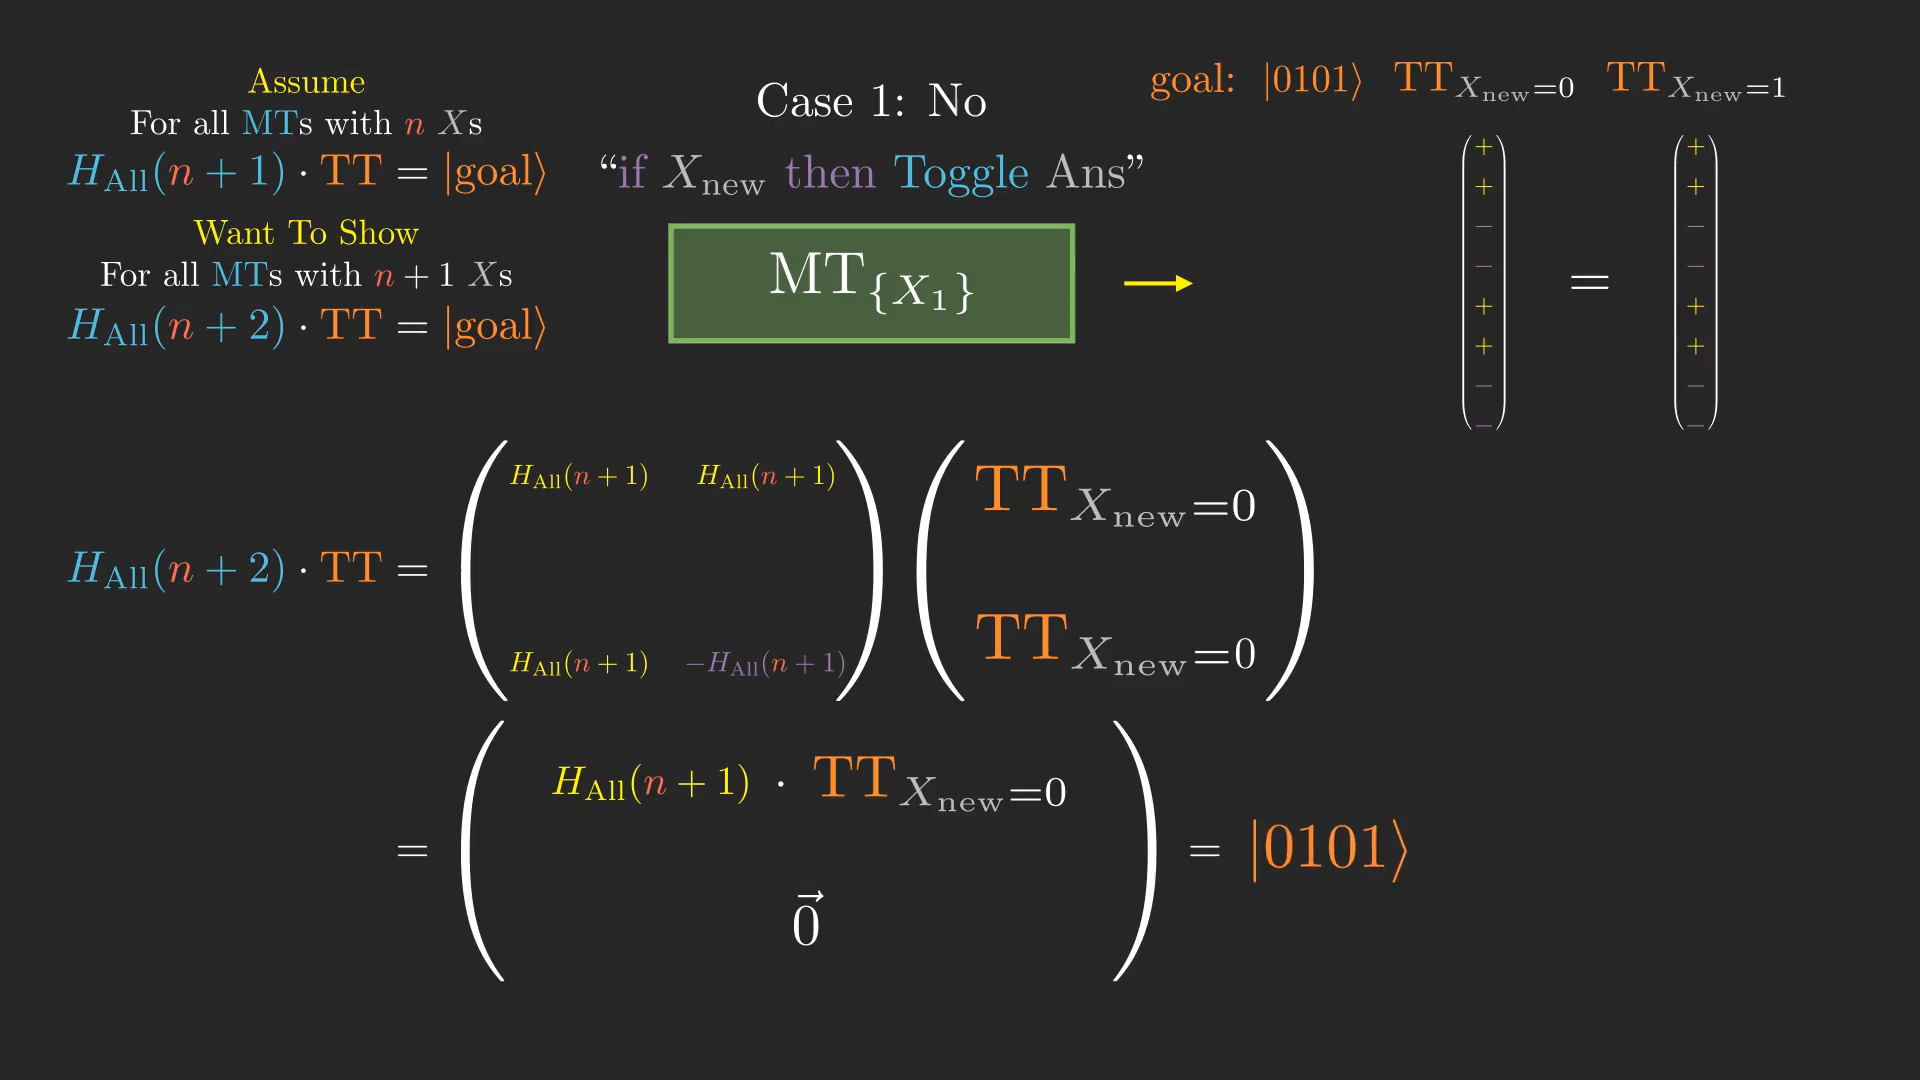 Assume
For all MTs with n Xs
H_All(n + 1) · TT = |goal⟩
Want To Show
For all MTs with n + 1 Xs
H_All(n + 2) · TT = |goal⟩
Case 1: No
“if X_new then Toggle Ans”
MT_{X_1}
goal: |0101⟩ TT_{X_new=0} TT_{X_new=1}
+ +
+ +
− −
− −
=
+ +
+ +
− −
− −
H_All(n + 1) H_All(n + 1) TT_{X_new=0}
H_All(n + 2) · TT =
H_All(n + 1) −H_All(n + 1) TT_{X_new=0}
H_All(n + 1) · TT_{X_new=0}
= = |0101⟩
0⃗